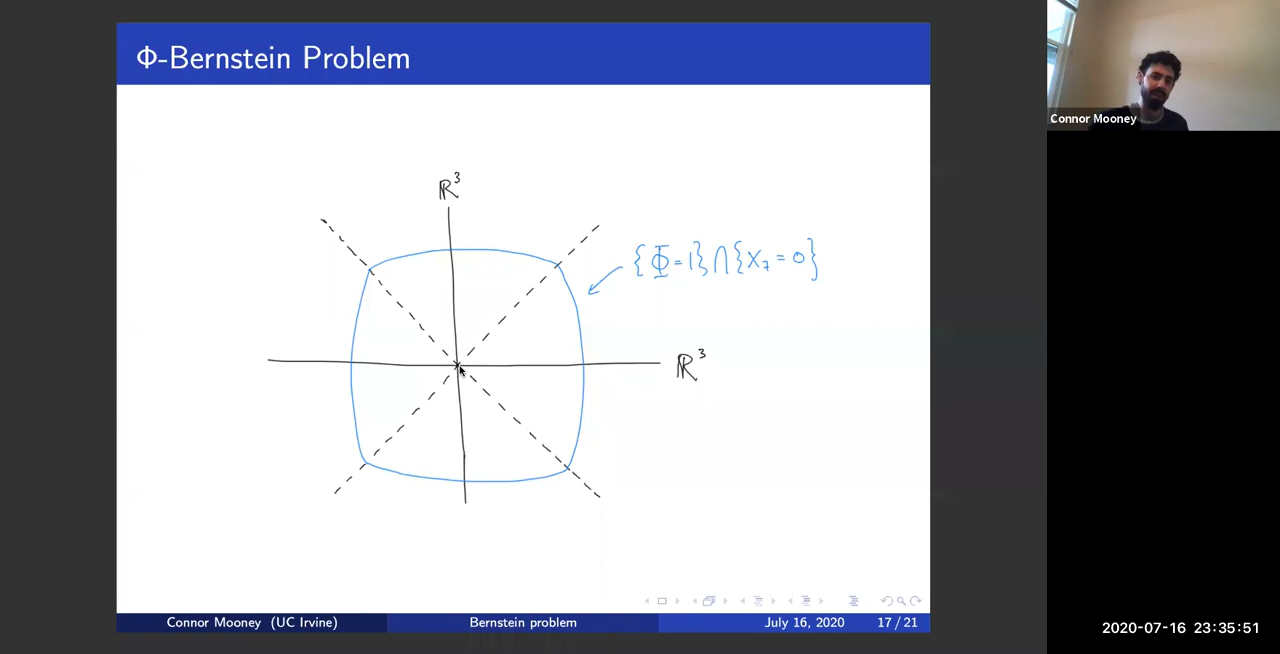 Φ-Bernstein Problem
ℝ³
{Φ=1}∩{X₇=0}
ℝ³
Connor Mooney (UC Irvine)
Bernstein problem
July 16, 2020
17 / 21
Connor Mooney
2020-07-16 23:35:51